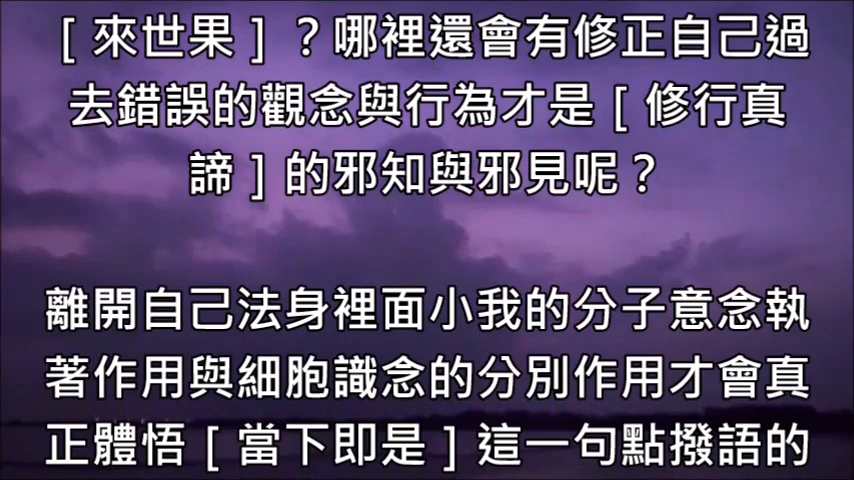 ［來世果］？哪裡還會有修正自己過
去錯誤的觀念與行為才是［修行真
諦］的邪知與邪見呢？
離開自己法身裡面小我的分子意念執
著作用與細胞識念的分別作用才會真
正體悟［當下即是］這一句點撥語的